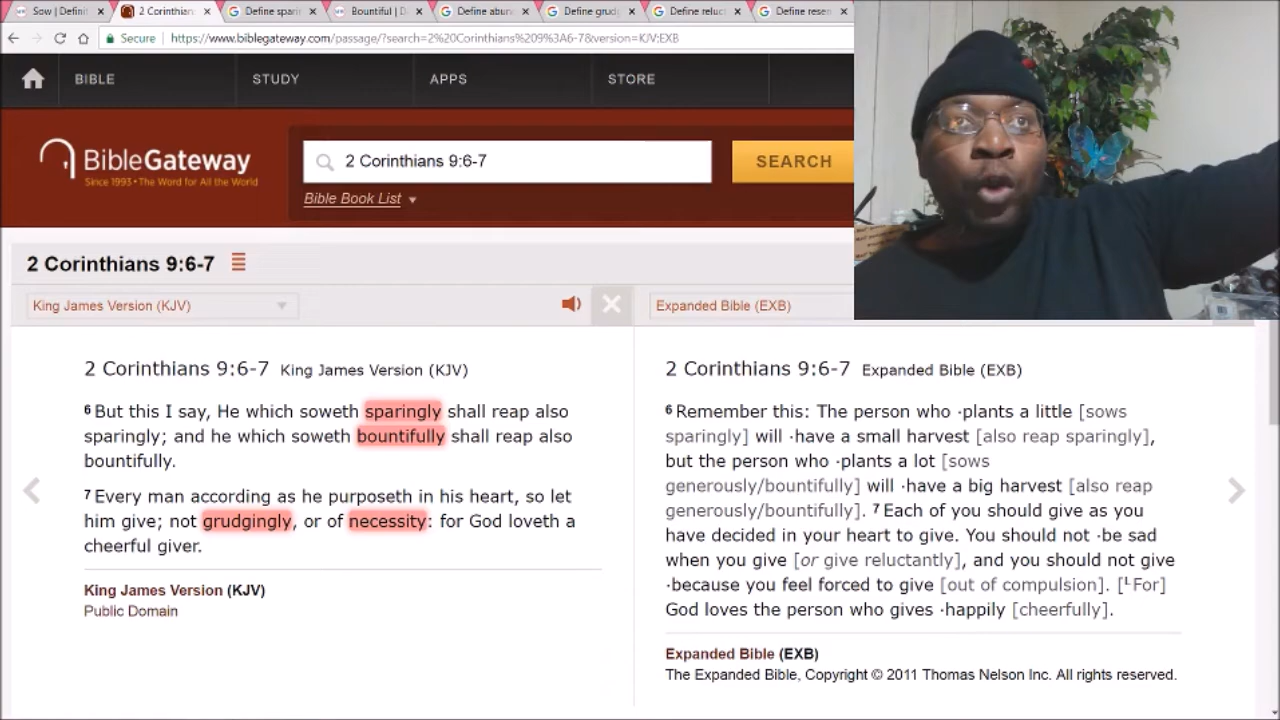 Sow | Definit
2 Corinthians
Define spari
Bountiful | D
Define abun
Define grudg
Define reluct
Define resen
Secure https://www.biblegateway.com/passage/?search=2%20Corinthians%209%3A6-7&version=KJV;EXB
BIBLE STUDY APPS STORE
BibleGateway
Since 1993 • The Word for All the World
2 Corinthians 9:6-7
SEARCH
Bible Book List
2 Corinthians 9:6-7
King James Version (KJV)
Expanded Bible (EXB)
2 Corinthians 9:6-7 King James Version (KJV)
6 But this I say, He which soweth sparingly shall reap also
sparingly; and he which soweth bountifully shall reap also
bountifully.
7 Every man according as he purposeth in his heart, so let
him give; not grudgingly, or of necessity: for God loveth a
cheerful giver.
King James Version (KJV)
Public Domain
2 Corinthians 9:6-7 Expanded Bible (EXB)
6 Remember this: The person who ·plants a little [sows
sparingly] will ·have a small harvest [also reap sparingly],
but the person who ·plants a lot [sows
generously/bountifully] will ·have a big harvest [also reap
generously/bountifully]. 7 Each of you should give as you
have decided in your heart to give. You should not ·be sad
when you give [or give reluctantly], and you should not give
·because you feel forced to give [out of compulsion]. [L For]
God loves the person who gives ·happily [cheerfully].
Expanded Bible (EXB)
The Expanded Bible, Copyright © 2011 Thomas Nelson Inc. All rights reserved.